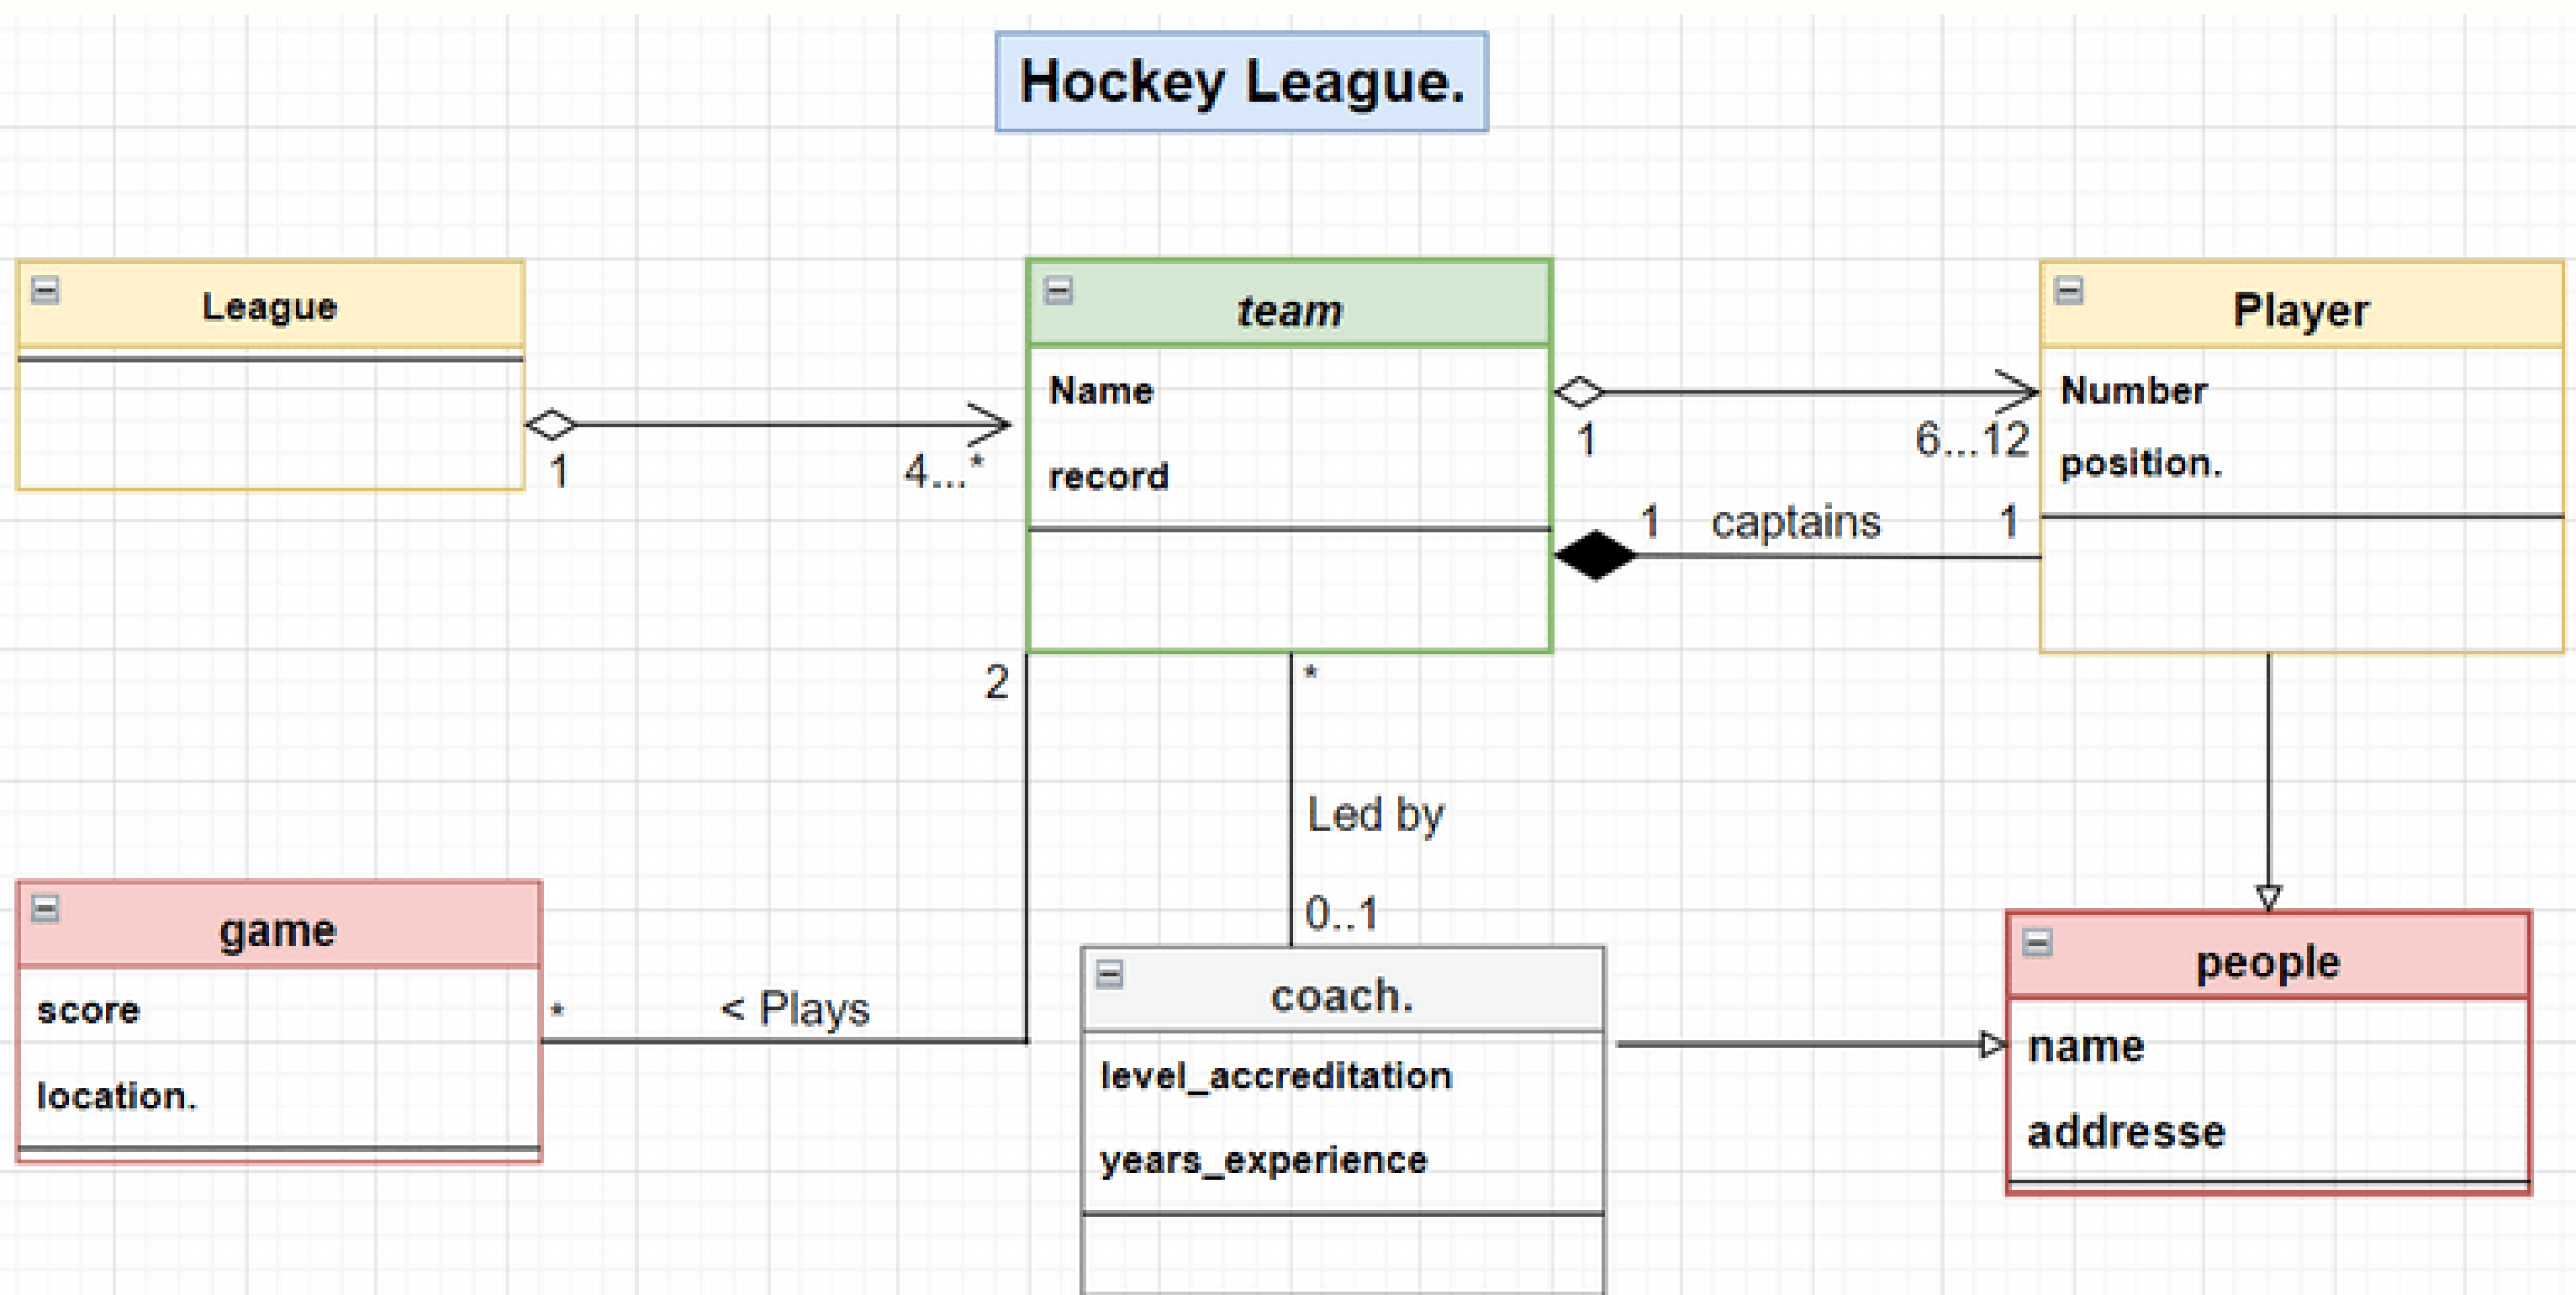 Hockey League.
League
1
4...*
team
Name
record
1
6...12
1 captains 1
Player
Number
position.
2
*
Led by
0..1
game
score
location.
*
< Plays
coach.
level_accreditation
years_experience
people
name
addresse